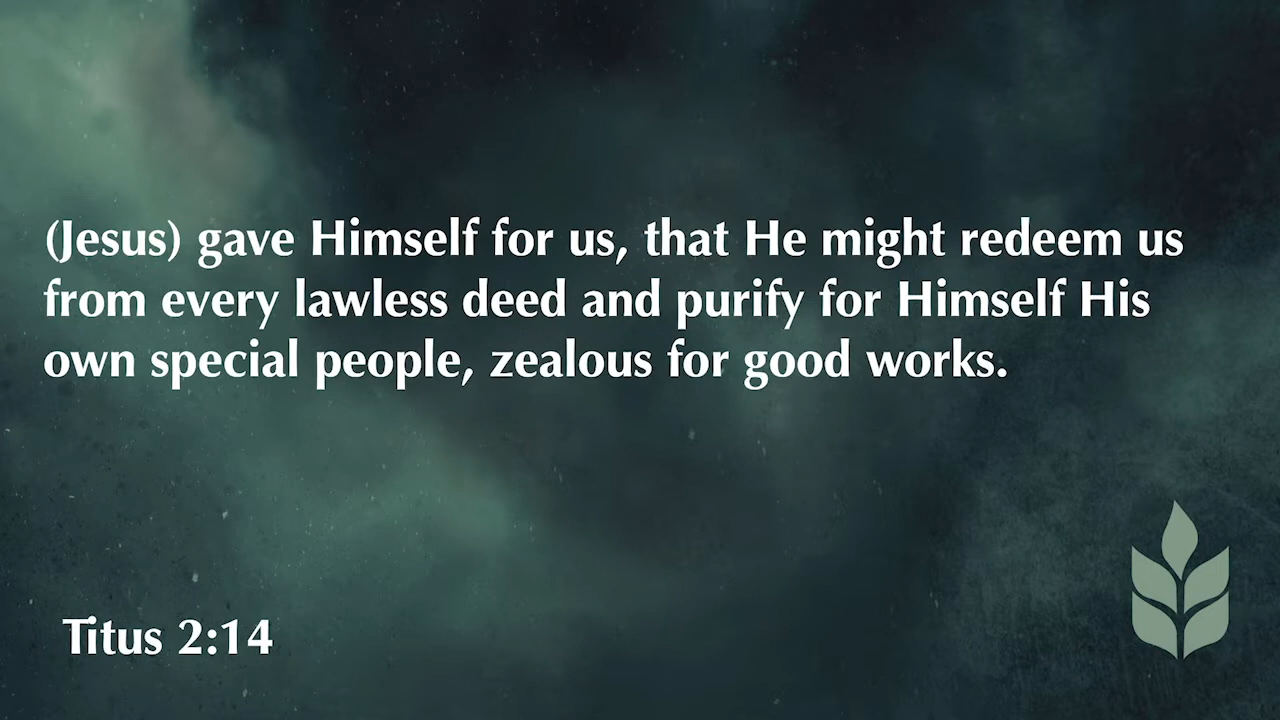 (Jesus) gave Himself for us, that He might redeem us
from every lawless deed and purify for Himself His
own special people, zealous for good works.
Titus 2:14